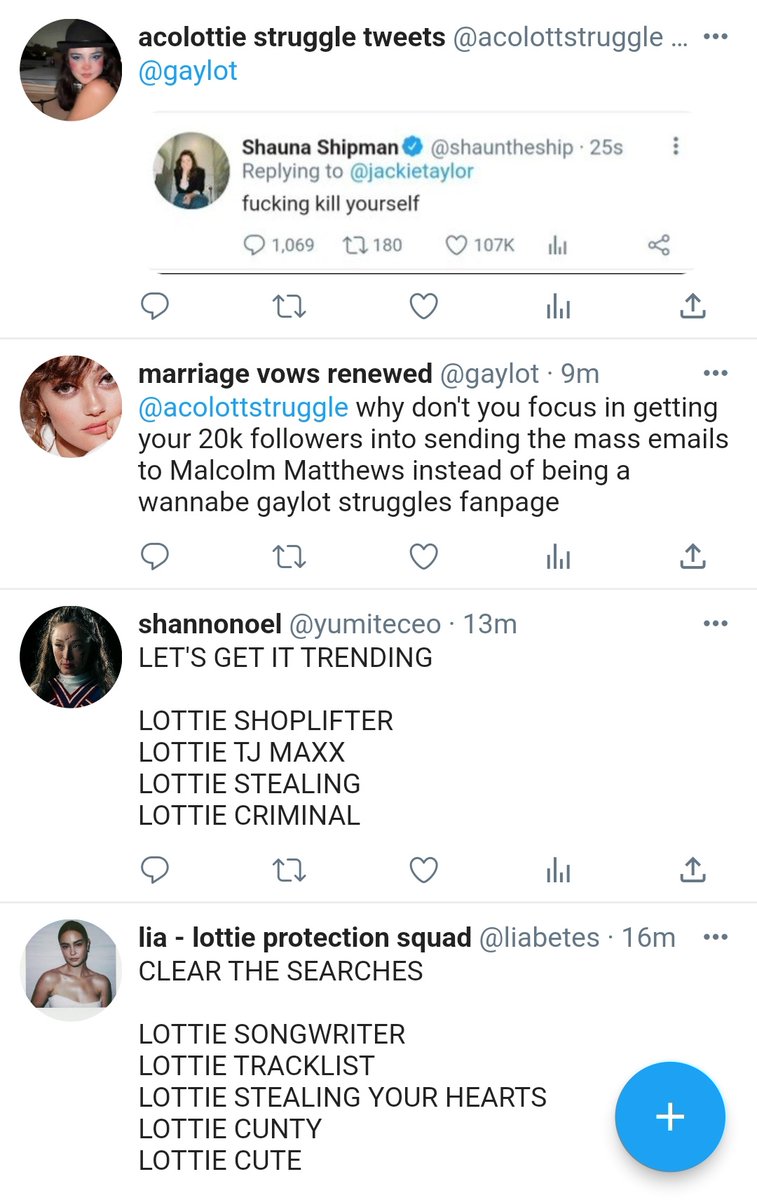 acolottie struggle tweets @acolottstruggle ...
@gaylot
Shauna Shipman @shauntheship · 25s
Replying to @jackietaylor
fucking kill yourself
1,069 180 107K
marriage vows renewed @gaylot · 9m
@acolottstruggle why don't you focus in getting
your 20k followers into sending the mass emails
to Malcolm Matthews instead of being a
wannabe gaylot struggles fanpage
shannonoel @yumiteceo · 13m
LET'S GET IT TRENDING
LOTTIE SHOPLIFTER
LOTTIE TJ MAXX
LOTTIE STEALING
LOTTIE CRIMINAL
lia - lottie protection squad @liabetes · 16m
CLEAR THE SEARCHES
LOTTIE SONGWRITER
LOTTIE TRACKLIST
LOTTIE STEALING YOUR HEARTS
LOTTIE CUNTY
LOTTIE CUTE